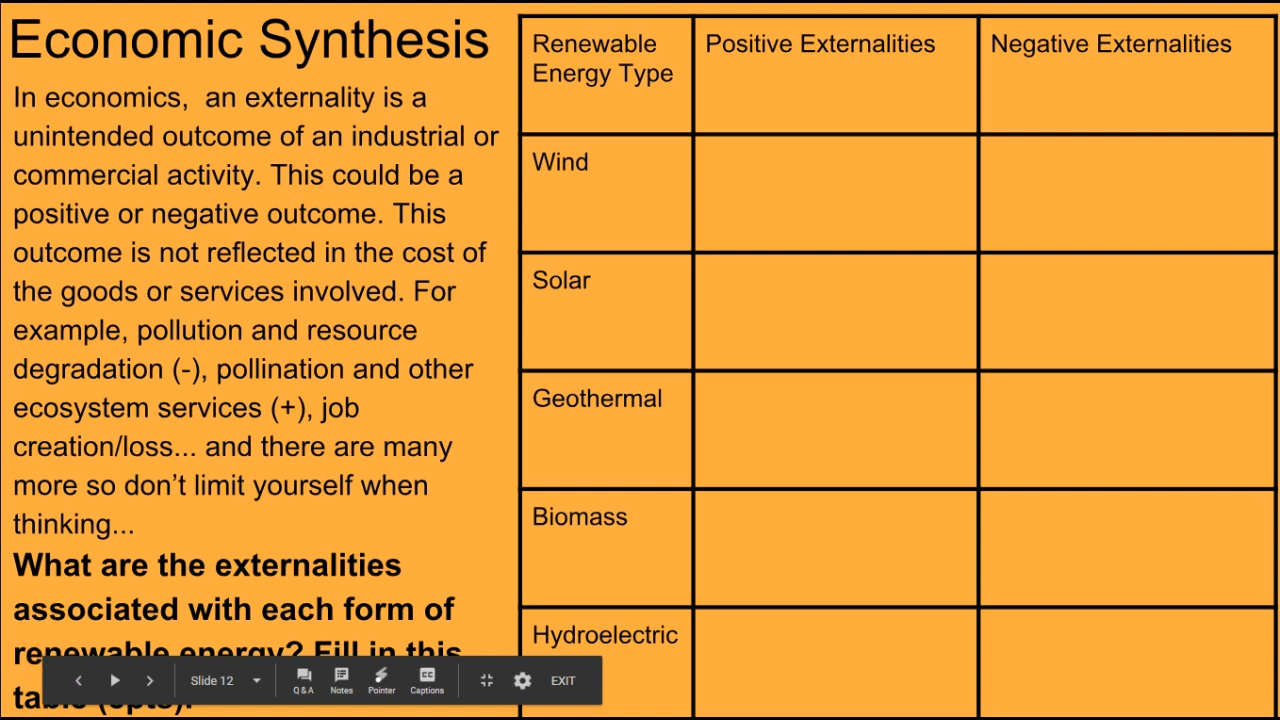 Economic Synthesis
In economics,  an externality is a
unintended outcome of an industrial or
commercial activity. This could be a
positive or negative outcome. This
outcome is not reflected in the cost of
the goods or services involved. For
example, pollution and resource
degradation (-), pollination and other
ecosystem services (+), job
creation/loss... and there are many
more so don’t limit yourself when
thinking...
What are the externalities
associated with each form of
renewable energy? Fill in this
Renewable
Energy Type
Positive Externalities
Negative Externalities
Wind
Solar
Geothermal
Biomass
Hydroelectric
Slide 12
Q & A
Notes
Pointer
CC
Captions
EXIT